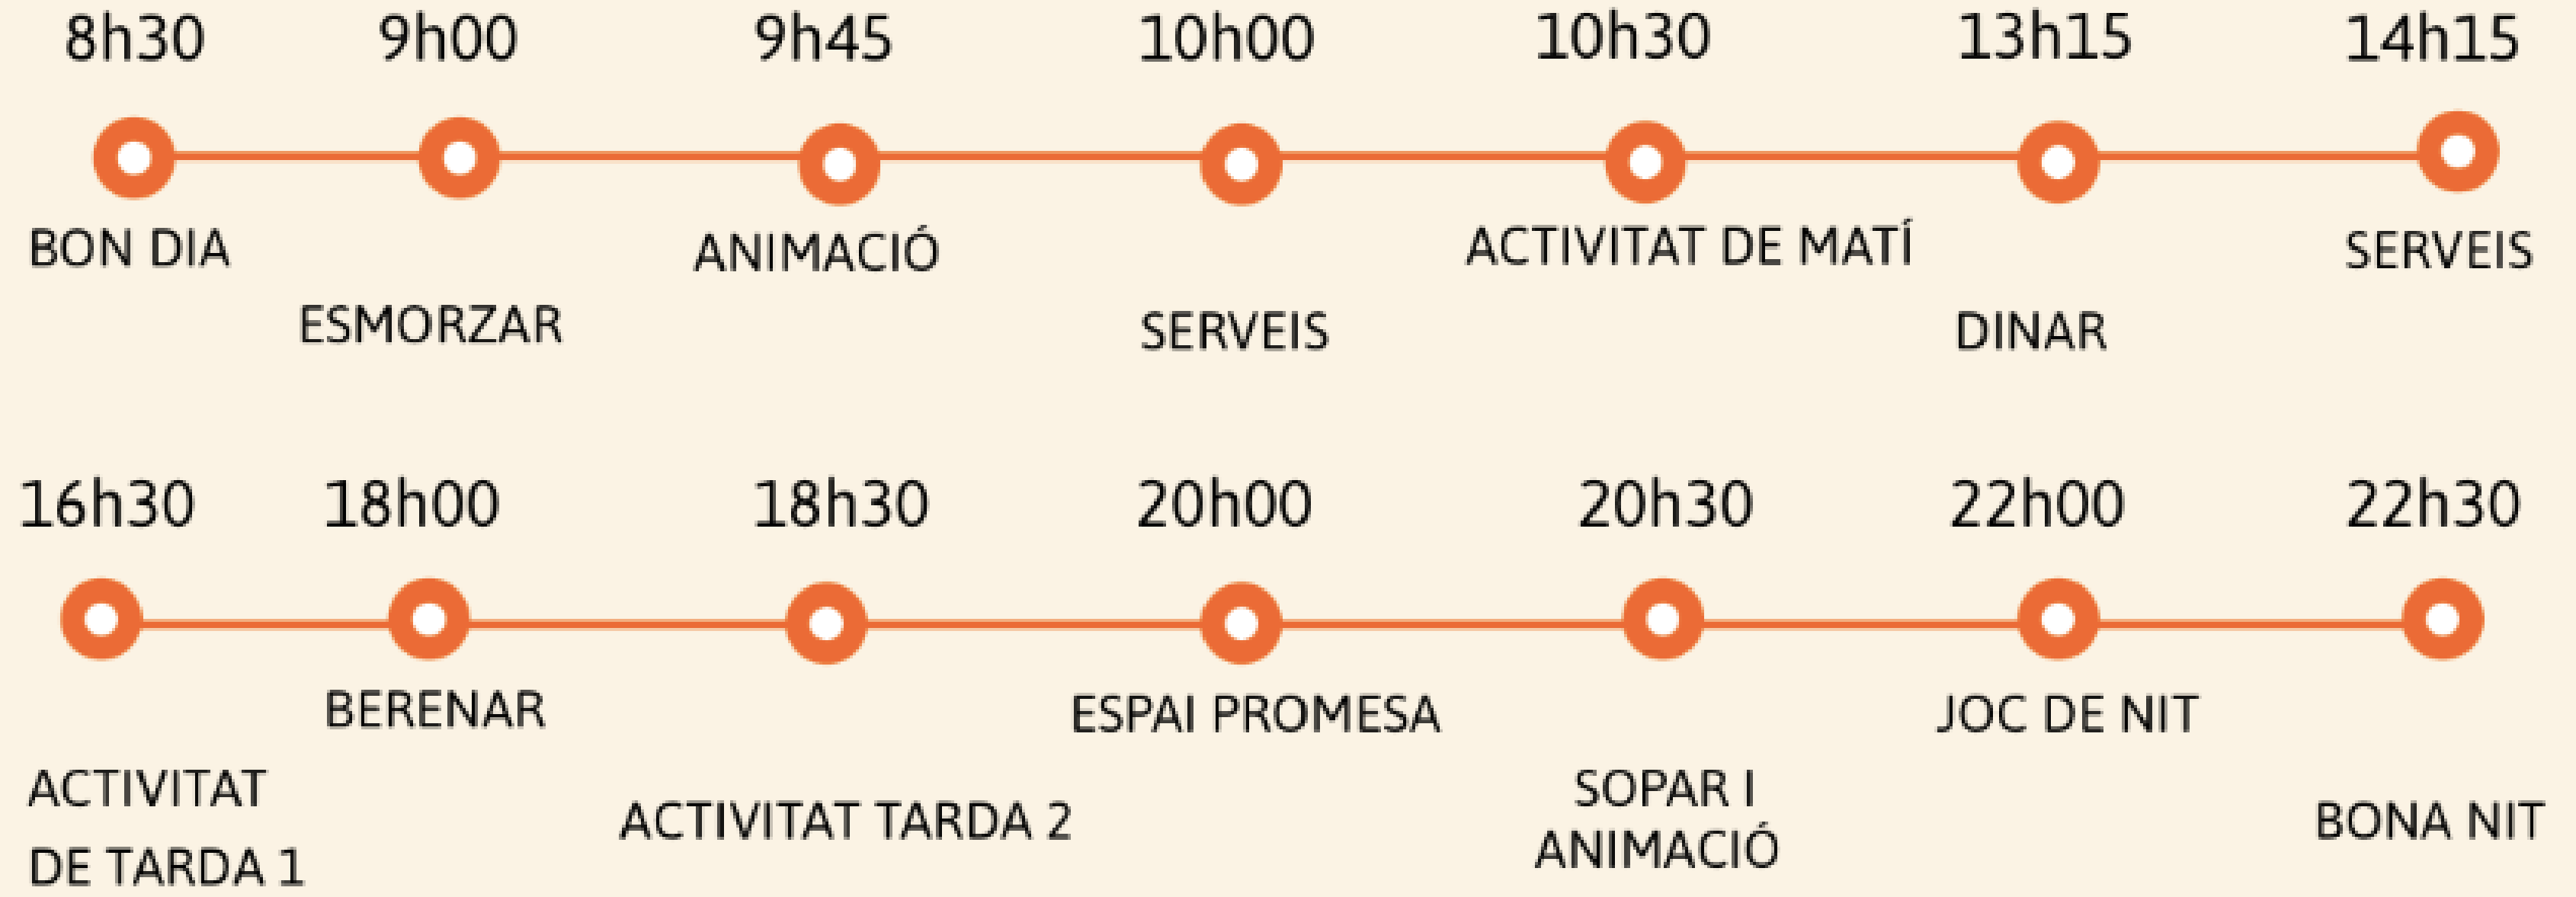 8h30 9h00 9h45 10h00 10h30 13h15 14h15
BON DIA ANIMACIÓ ACTIVITAT DE MATÍ SERVEIS
ESMORZAR SERVEIS DINAR
16h30 18h00 18h30 20h00 20h30 22h00 22h30
BERENAR ESPAI PROMESA JOC DE NIT
ACTIVITAT
DE TARDA 1
ACTIVITAT TARDA 2
SOPAR I
ANIMACIÓ
BONA NIT